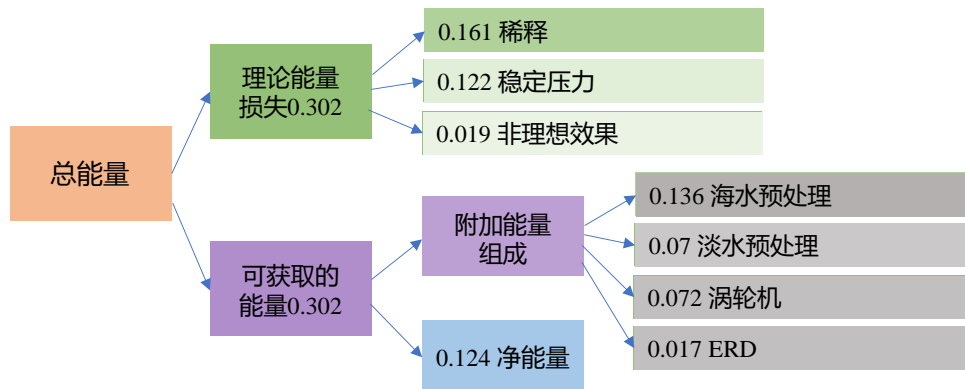 总能量
理论能量
损失0.302
0.161 稀释
0.122 稳定压力
0.019 非理想效果
可获取的
能量0.302
附加能量
组成
0.124 净能量
0.136 海水预处理
0.07 淡水预处理
0.072 涡轮机
0.017 ERD